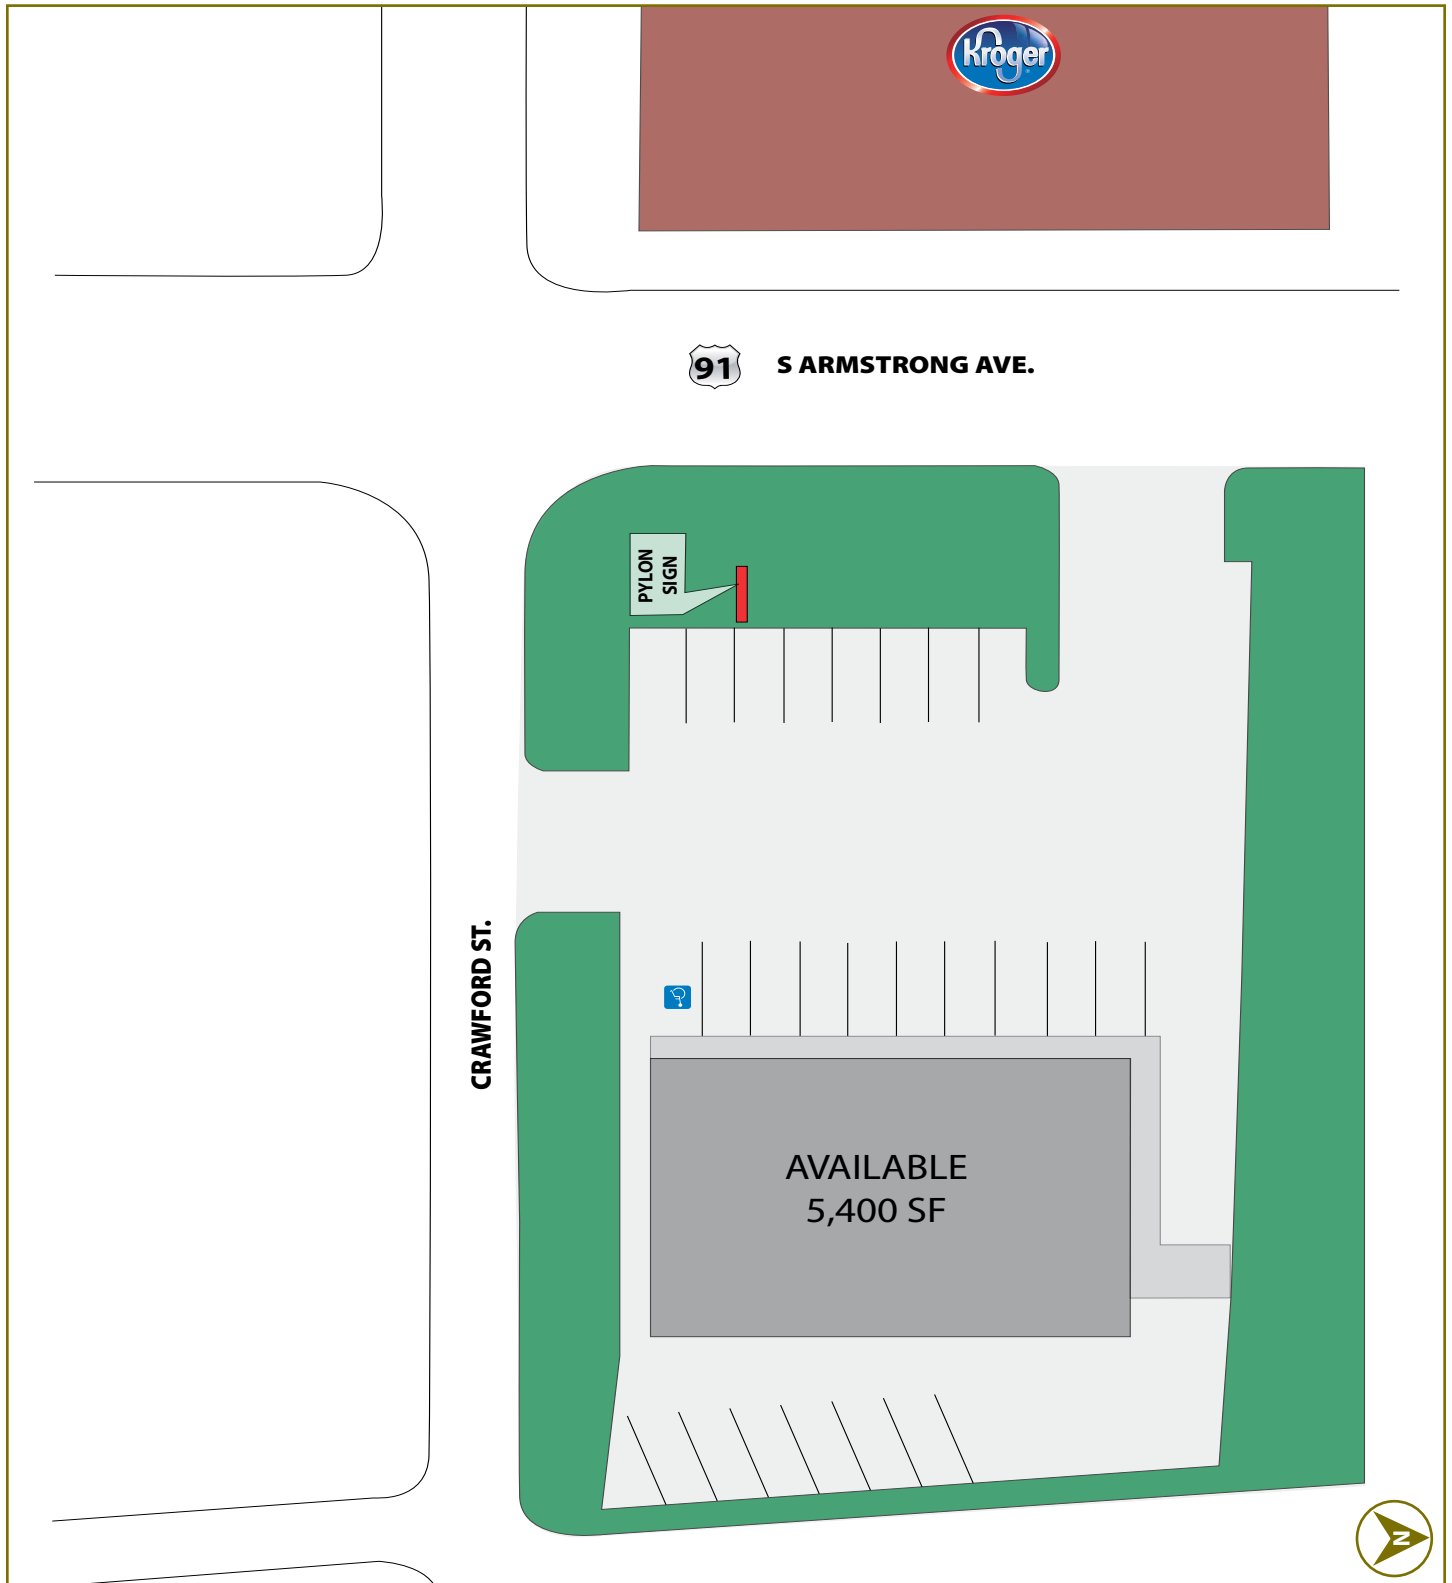 Kroger
91
S ARMSTRONG AVE.
PYLON
SIGN
CRAWFORD ST.
AVAILABLE
5,400 SF
N